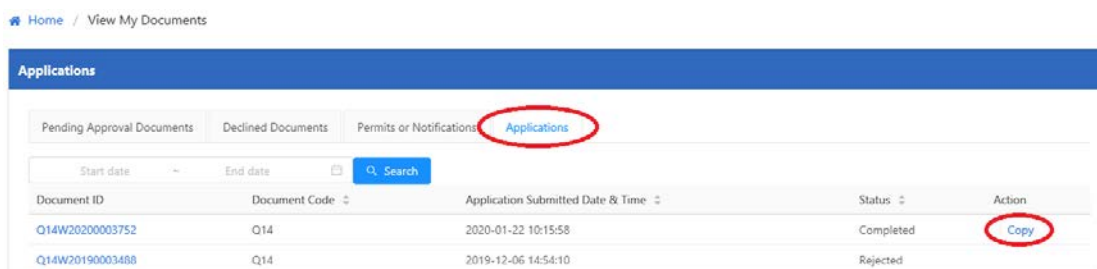 Home / View My Documents
Applications
Pending Approval Documents Declined Documents Permits or Notifications Applications
Start date ~ End date Search
Document ID Document Code Application Submitted Date & Time Status Action
Q14W20200003752 Q14 2020-01-22 10:15:58 Completed Copy
Q14W20190003488 Q14 2019-12-06 14:54:10 Rejected